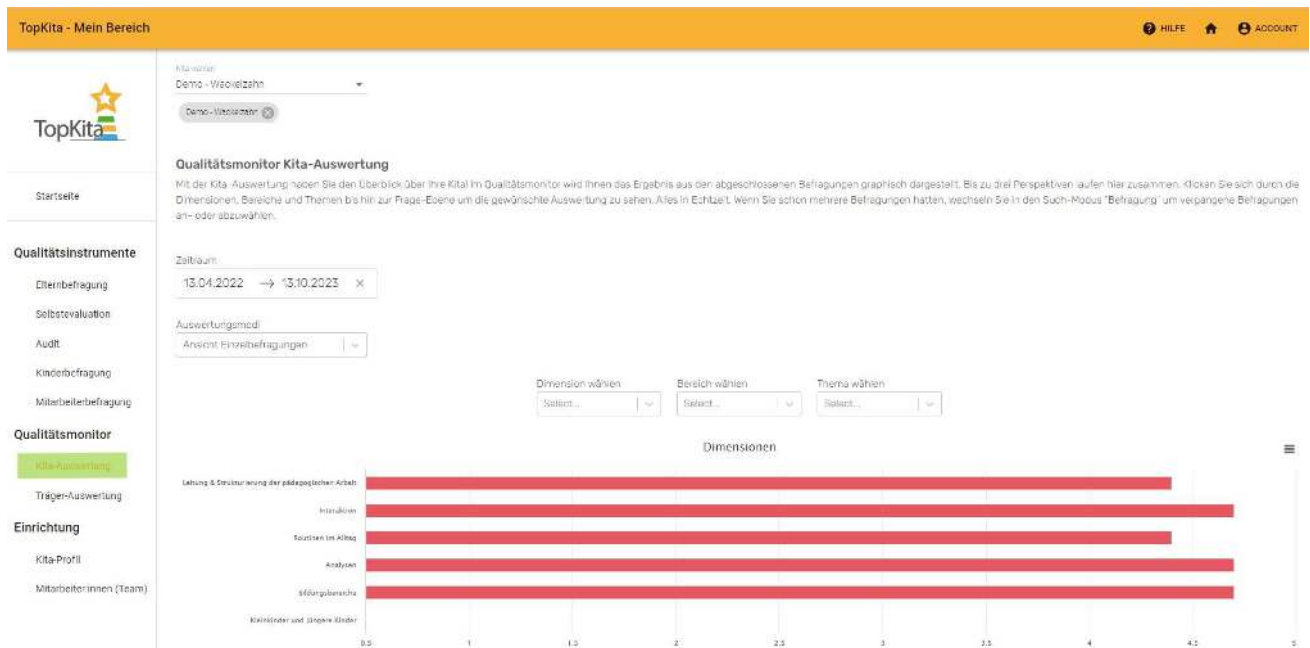 TopKita - Mein Bereich
HILFE
ACCOUNT
TopKita
Startseite
Qualitätsinstrumente
Elternbefragung
Selbstevaluation
Audit
Kinderbefragung
Mitarbeiterbefragung
Qualitätsmonitor
Kita-Auswertung
Träger-Auswertung
Einrichtung
Kita-Profil
Mitarbeiter:innen (Team)
Kita wählen
Demo - Wackelzahn
Demo - Wackelzahn
Qualitätsmonitor Kita-Auswertung
Mit der Kita-Auswertung haben Sie den Überblick über Ihre Kita! Im Qualitätsmonitor wird Ihnen das Ergebnis aus den abgeschlossenen Befragungen graphisch dargestellt. Bis zu drei Perspektiven laufen hier zusammen. Klicken Sie sich durch die
Dimensionen, Bereiche und Themen bis hin zur Frage-Ebene um die gewünschte Auswertung zu sehen. Alles in Echtzeit. Wenn Sie schon mehrere Befragungen hatten, wechseln Sie in den Such-Modus "Befragung" um vergangene Befragungen
an- oder abzuwählen.
Zeitraum
13.04.2022 → 13.10.2023 ×
Auswertungsmodi
Ansicht Einzelbefragungen
Dimension wählen
Bereich wählen
Thema wählen
Select...
Select...
Select...
Dimensionen
Leitung & Strukturierung der pädagogischen Arbeit
Interaktion
Routinen im Alltag
Analysen
Bildungsbereiche
Kleinkinder und jüngere Kinder
0.5 1 1.5 2 2.5 3 3.5 4 4.5 5